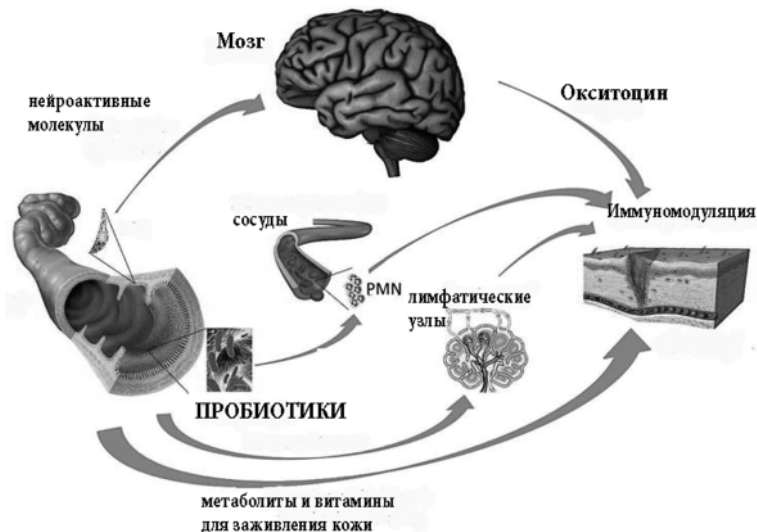 Мозг
нейроактивные
молекулы
Окситоцин
сосуды
Иммуномодуляция
PMN
лимфатические
узлы
ПРОБИОТИКИ
метаболиты и витамины
для заживления кожи